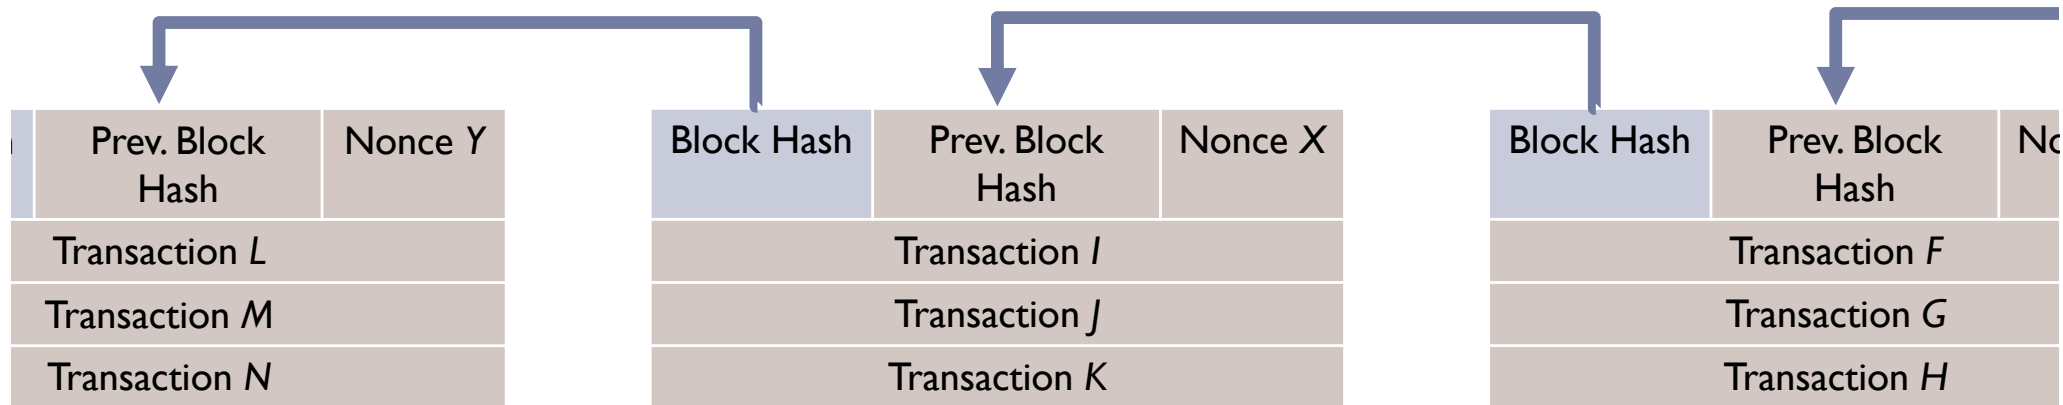 Prev. Block
Hash
Nonce Y
Block Hash
Prev. Block
Hash
Nonce X
Block Hash
Prev. Block
Hash
Transaction L
Transaction I
Transaction F
Transaction M
Transaction J
Transaction G
Transaction N
Transaction K
Transaction H